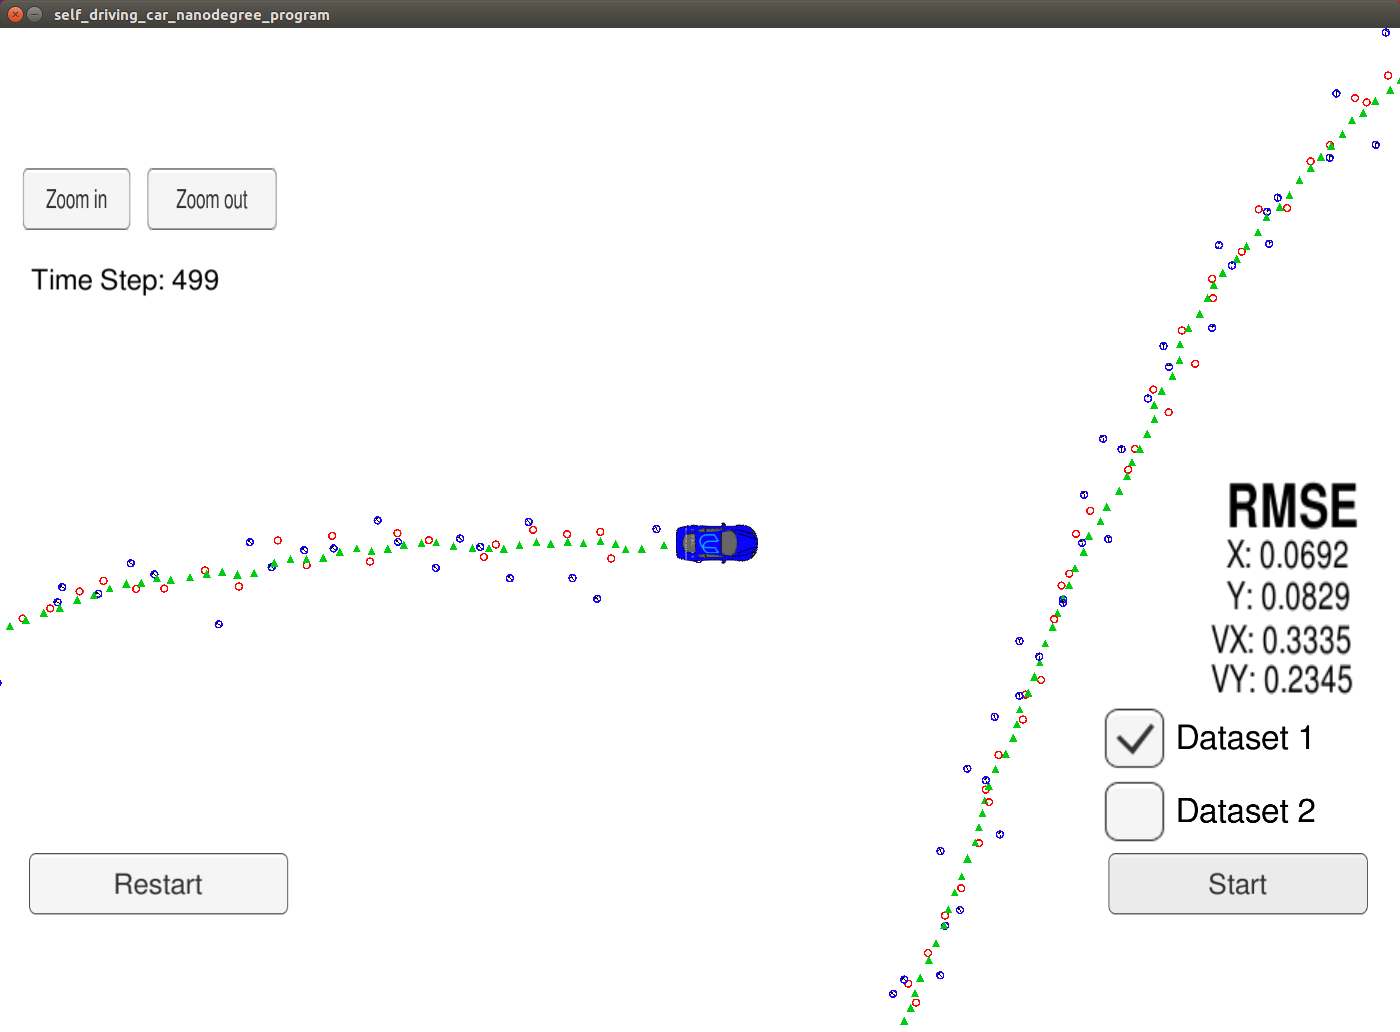 self_driving_car_nanodegree_program
Zoom in
Zoom out
Time Step: 499
RMSE
X: 0.0692
Y: 0.0829
VX: 0.3335
VY: 0.2345
Dataset 1
Dataset 2
Restart
Start